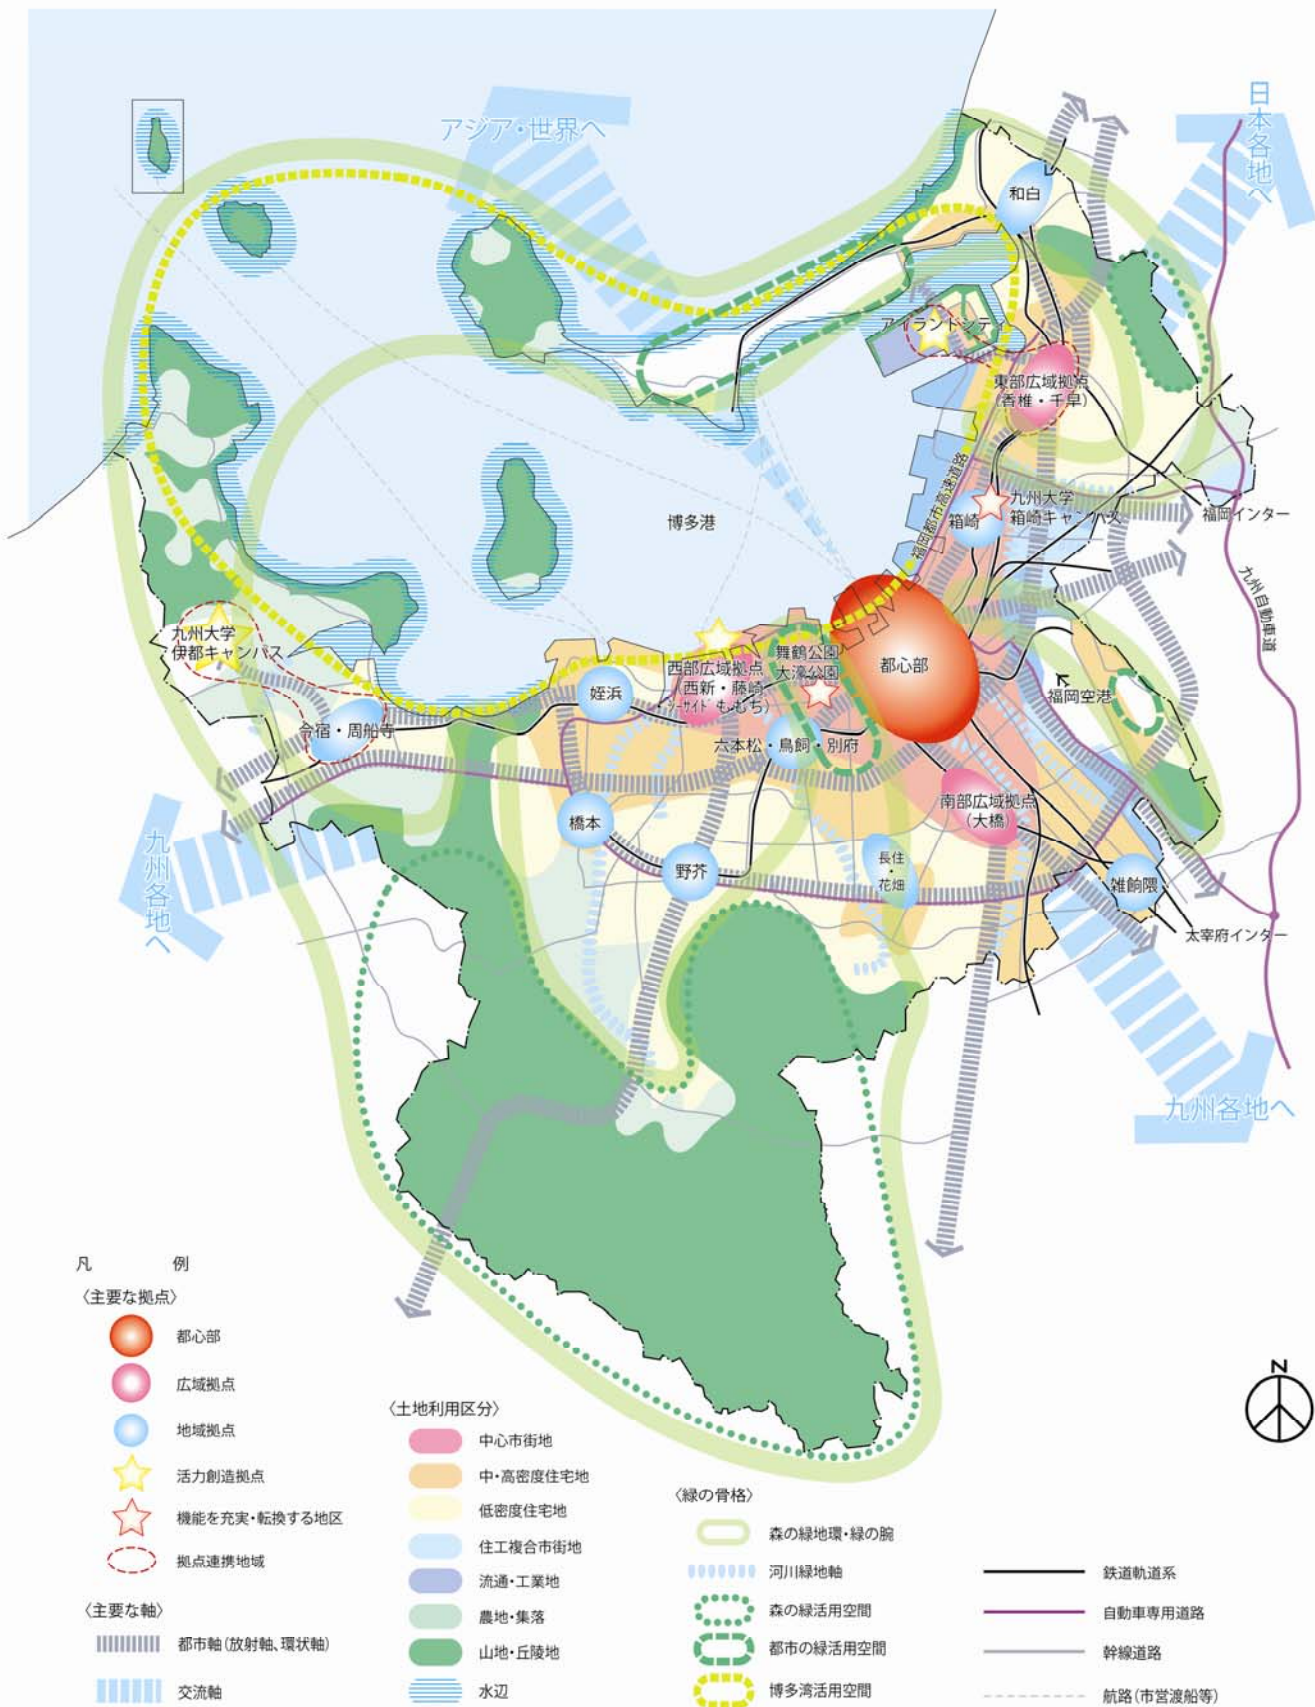 アジア・世界へ
日本各地へ
和白
アイランドシティ
東部広域拠点
(香椎・千早)
福岡都市高速道路
九州大学
箱崎キャンパス
箱崎
福岡インター
九州自動車道
博多港
九州大学
伊都キャンパス
今宿・周船寺
姪浜
西部広域拠点
(西新・藤崎
シーサイドももち)
舞鶴公園
大濠公園
都心部
福岡空港
六本松・鳥飼・別府
南部広域拠点
(大橋)
橋本
野芥
長住
・
花畑
雑餉隈
太宰府インター
九州各地へ
九州各地へ
N
凡 例
〈主要な拠点〉
都心部
広域拠点
地域拠点
活力創造拠点
機能を充実・転換する地区
拠点連携地域
〈主要な軸〉
都市軸(放射軸、環状軸)
交流軸
〈土地利用区分〉
中心市街地
中・高密度住宅地
低密度住宅地
住工複合市街地
流通・工業地
農地・集落
山地・丘陵地
水辺
〈緑の骨格〉
森の緑地環・緑の腕
河川緑地軸
森の緑活用空間
都市の緑活用空間
博多湾活用空間
鉄道軌道系
自動車専用道路
幹線道路
航路(市営渡船等)